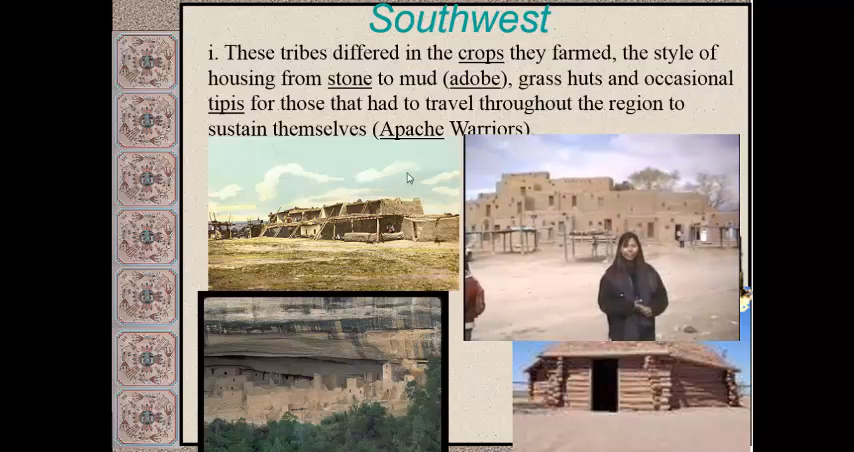 Southwest
i. These tribes differed in the crops they farmed, the style of
housing from stone to mud (adobe), grass huts and occasional
tipis for those that had to travel throughout the region to
sustain themselves (Apache Warriors).